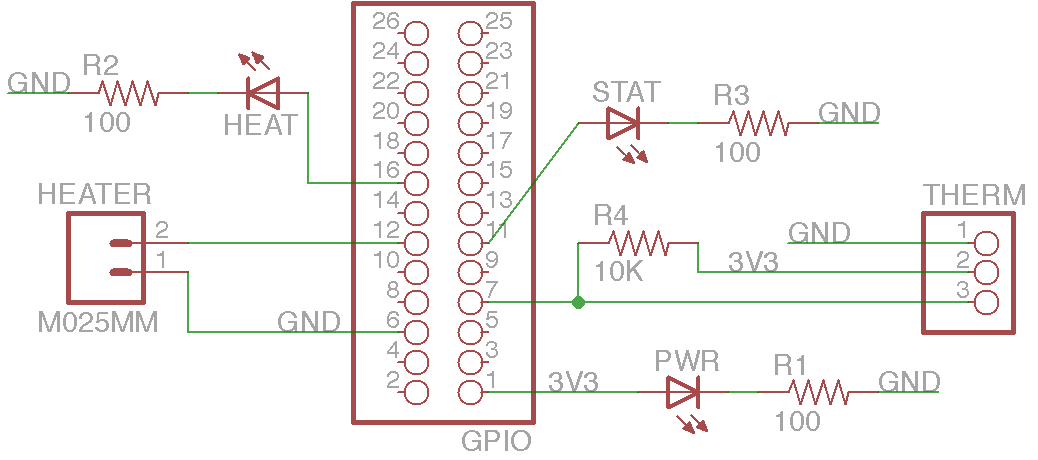 26 25
24 23
22 21
20 19
18 17
16 15
14 13
12 11
10 9
8 7
6 5
4 3
2 1
GPIO
GND
R2
100
HEAT
HEATER
2
1
M025MM
GND
STAT
R3
100
GND
R4
10K
3V3
GND
THERM
1
2
3
3V3
PWR
R1
100
GND